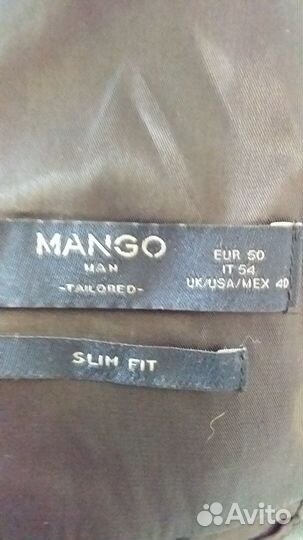 MANGO
MAN
-TAILORED-
EUR 50
IT 54
UK/USA/MEX 40
SLIM FIT
Avito